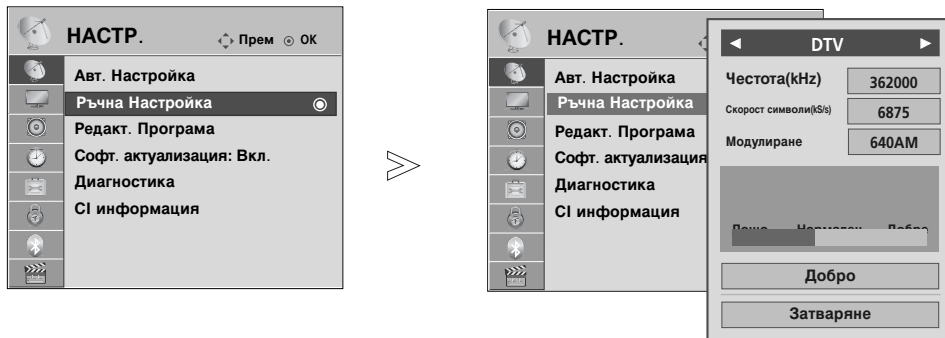 НАСТР.
Прем ◉ OK
Авт. Настройка
Ръчна Настройка ◉
Редакт. Програма
Софт. актуализация: Вкл.
Диагностика
CI информация
НАСТР.
Авт. Настройка
Ръчна Настройка
Редакт. Програма
Софт. актуализация
Диагностика
CI информация
◄ DTV ►
Честота(kHz) 362000
Скорост символи(kS/s) 6875
Модулиране 640AM
Добро
Затваряне